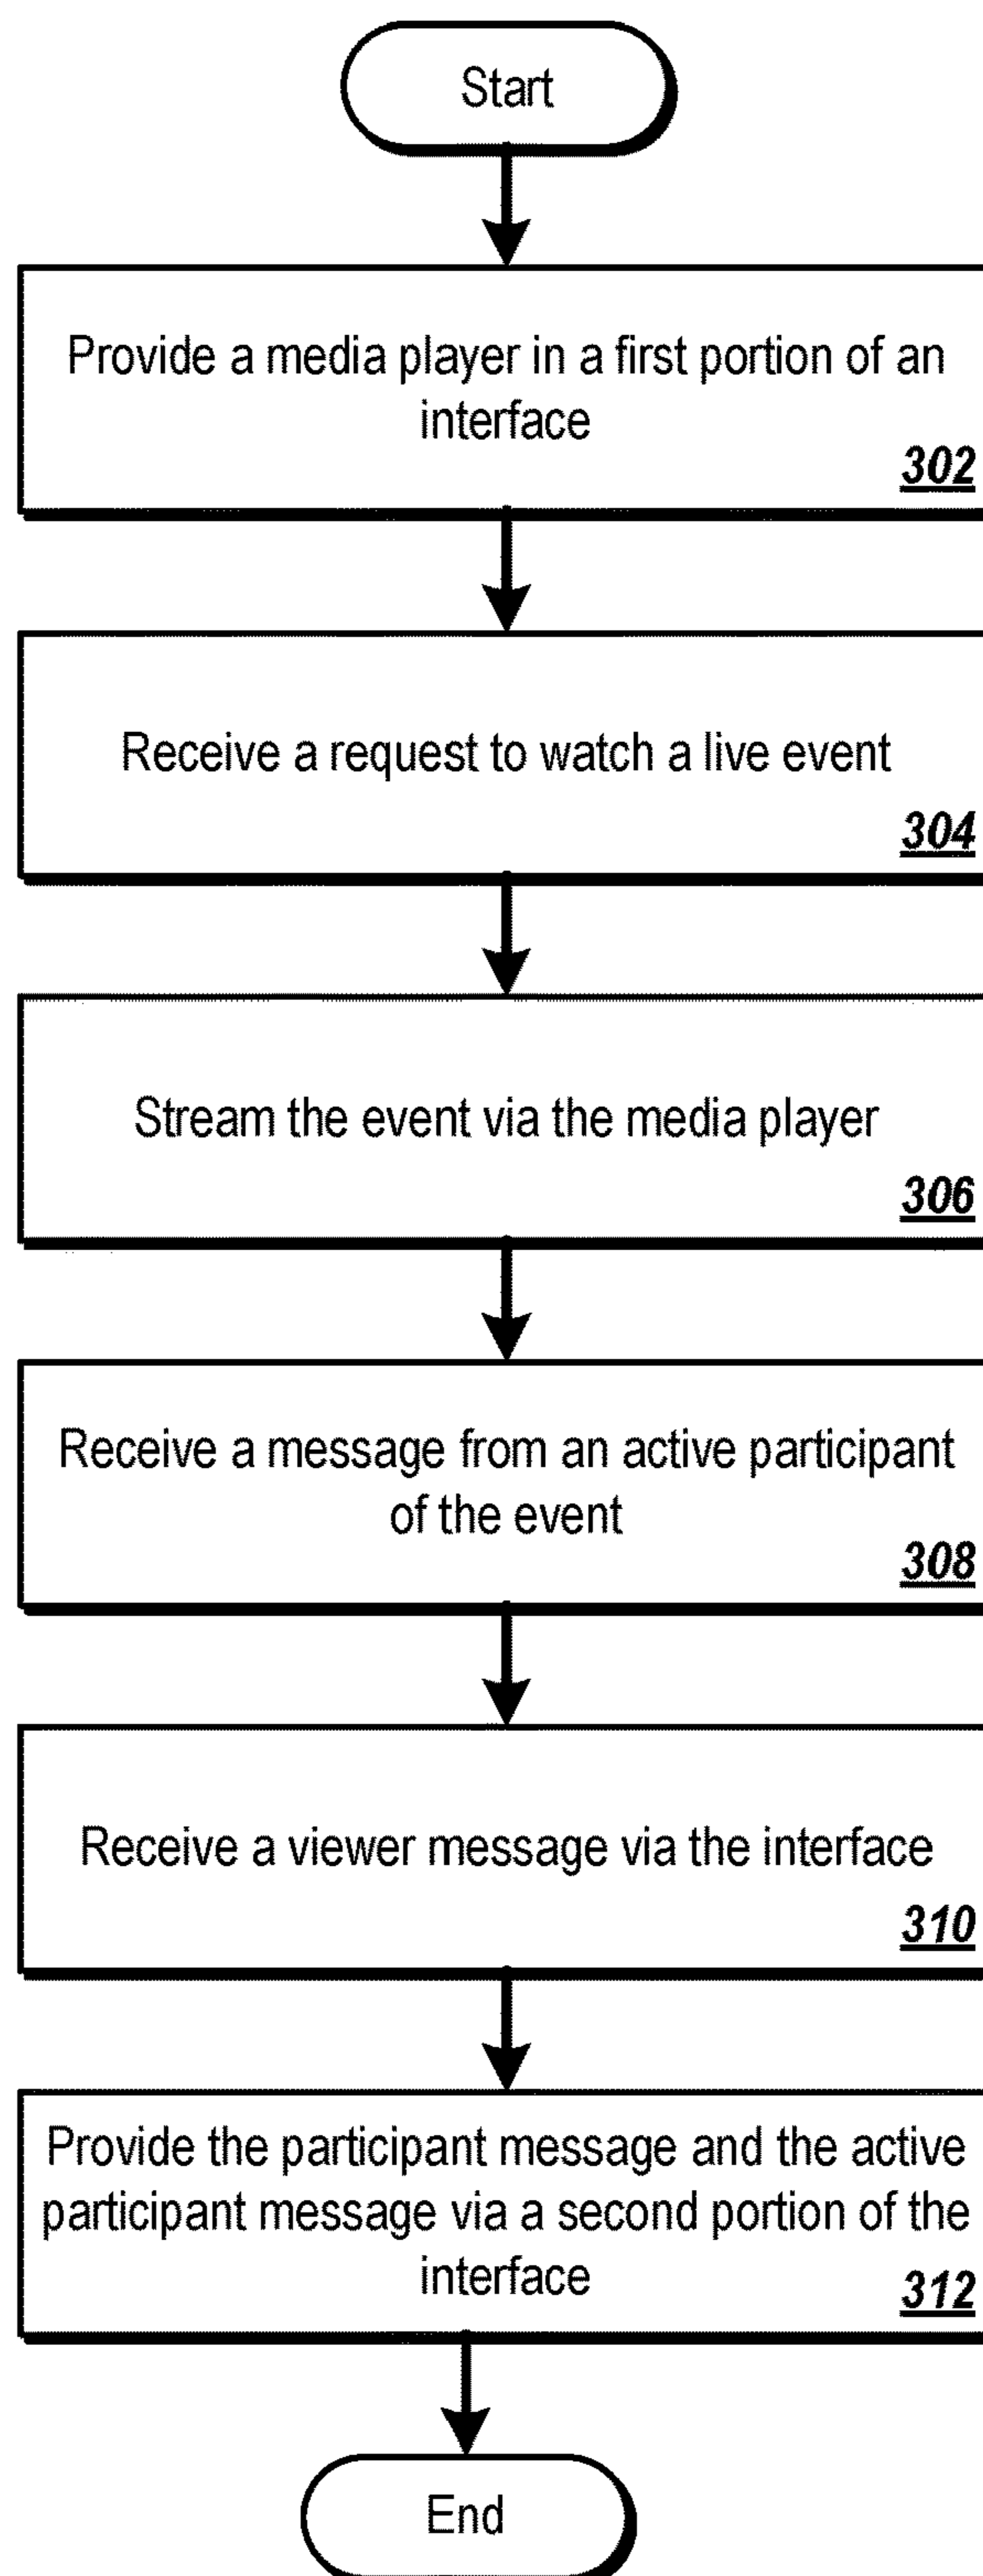 Start
Provide a media player in a first portion of an
interface
302
Receive a request to watch a live event
304
Stream the event via the media player
306
Receive a message from an active participant
of the event
308
Receive a viewer message via the interface
310
Provide the participant message and the active
participant message via a second portion of the
interface
312
End